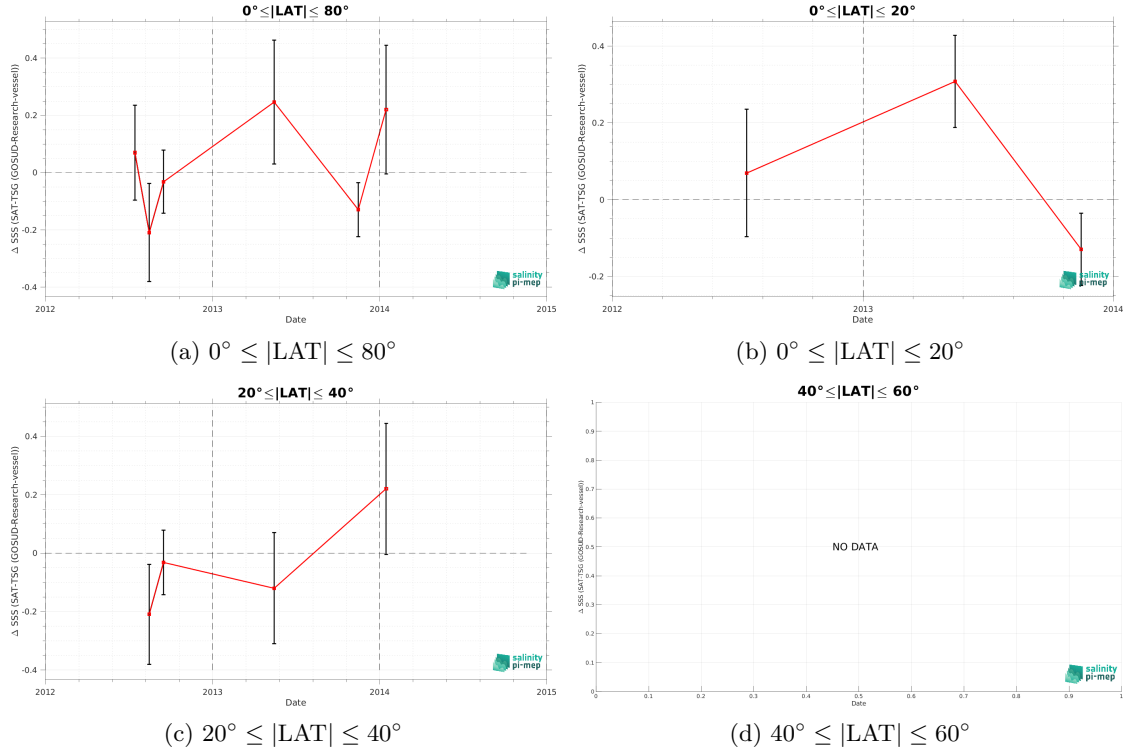 0°≤|LAT|≤ 80°
Δ SSS (SAT-TSG (GOSUD-Research-vessel))
0.4
0.2
0
-0.2
-0.4
2012
2013
2014
2015
Date
salinity
pi-mep
(a) 0° ≤ |LAT| ≤ 80°
0°≤|LAT|≤ 20°
Δ SSS (SAT-TSG (GOSUD-Research-vessel))
0.4
0.2
0
-0.2
2012
2013
2014
Date
salinity
pi-mep
(b) 0° ≤ |LAT| ≤ 20°
20°≤|LAT|≤ 40°
Δ SSS (SAT-TSG (GOSUD-Research-vessel))
0.4
0.2
0
-0.2
-0.4
2012
2013
2014
2015
Date
salinity
pi-mep
(c) 20° ≤ |LAT| ≤ 40°
40°≤|LAT|≤ 60°
Δ SSS (SAT-TSG (GOSUD-Research-vessel))
1
0.9
0.8
0.7
0.6
0.5
0.4
0.3
0.2
0.1
0
NO DATA
0
0.1
0.2
0.3
0.4
0.5
0.6
0.7
0.8
0.9
1
Date
salinity
pi-mep
(d) 40° ≤ |LAT| ≤ 60°